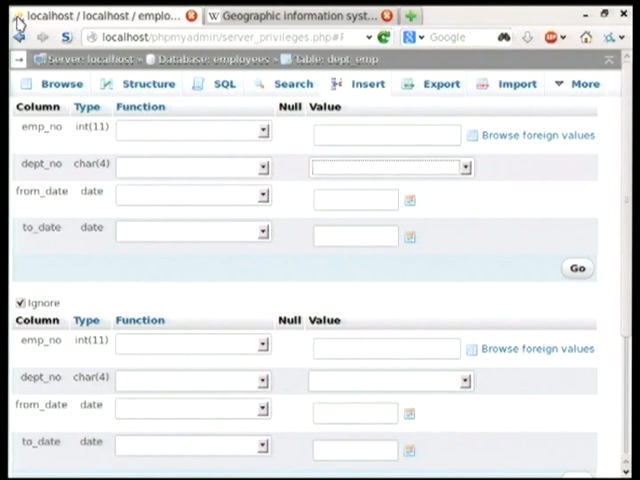 localhost / localhost / emplo...
Geographic information syst...
localhost/phpmyadmin/server_privileges.php#F
Google
Server: localhost » Database: employees » Table: dept_emp
Browse Structure SQL Search Insert Export Import More
Column Type Function Null Value
emp_no int(11) Browse foreign values
dept_no char(4)
from_date date
to_date date
Go
Ignore
Column Type Function Null Value
emp_no int(11) Browse foreign values
dept_no char(4)
from_date date
to_date date